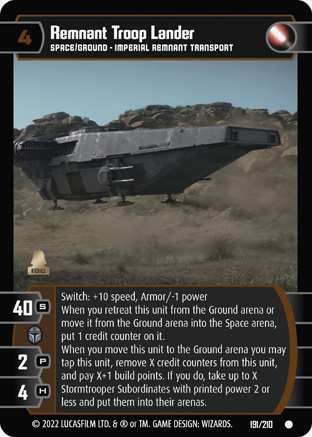 4
Remnant Troop Lander
SPACE/GROUND - IMPERIAL REMNANT TRANSPORT
IDC
40 S
2 P
4 H
Switch: +10 speed, Armor/-1 power
When you retreat this unit from the Ground arena or
move it from the Ground arena into the Space arena,
put 1 credit counter on it.
When you move this unit to the Ground arena you may
tap this unit, remove X credit counters from this unit,
and pay X+1 build points. If you do, take up to X
Stormtrooper Subordinates with printed power 2 or
less and put them into their arenas.
© 2022 LUCASFILM LTD. & ® or TM. GAME DESIGN: WIZARDS. 191/210